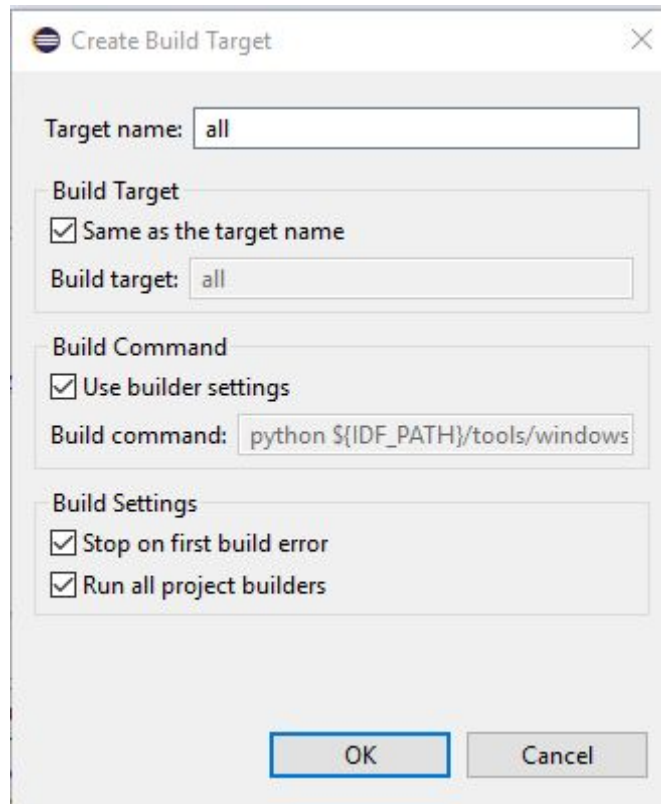 Create Build Target
Target name: all
Build Target
Same as the target name
Build target: all
Build Command
Use builder settings
Build command: python ${IDF_PATH}/tools/windows
Build Settings
Stop on first build error
Run all project builders
OK Cancel